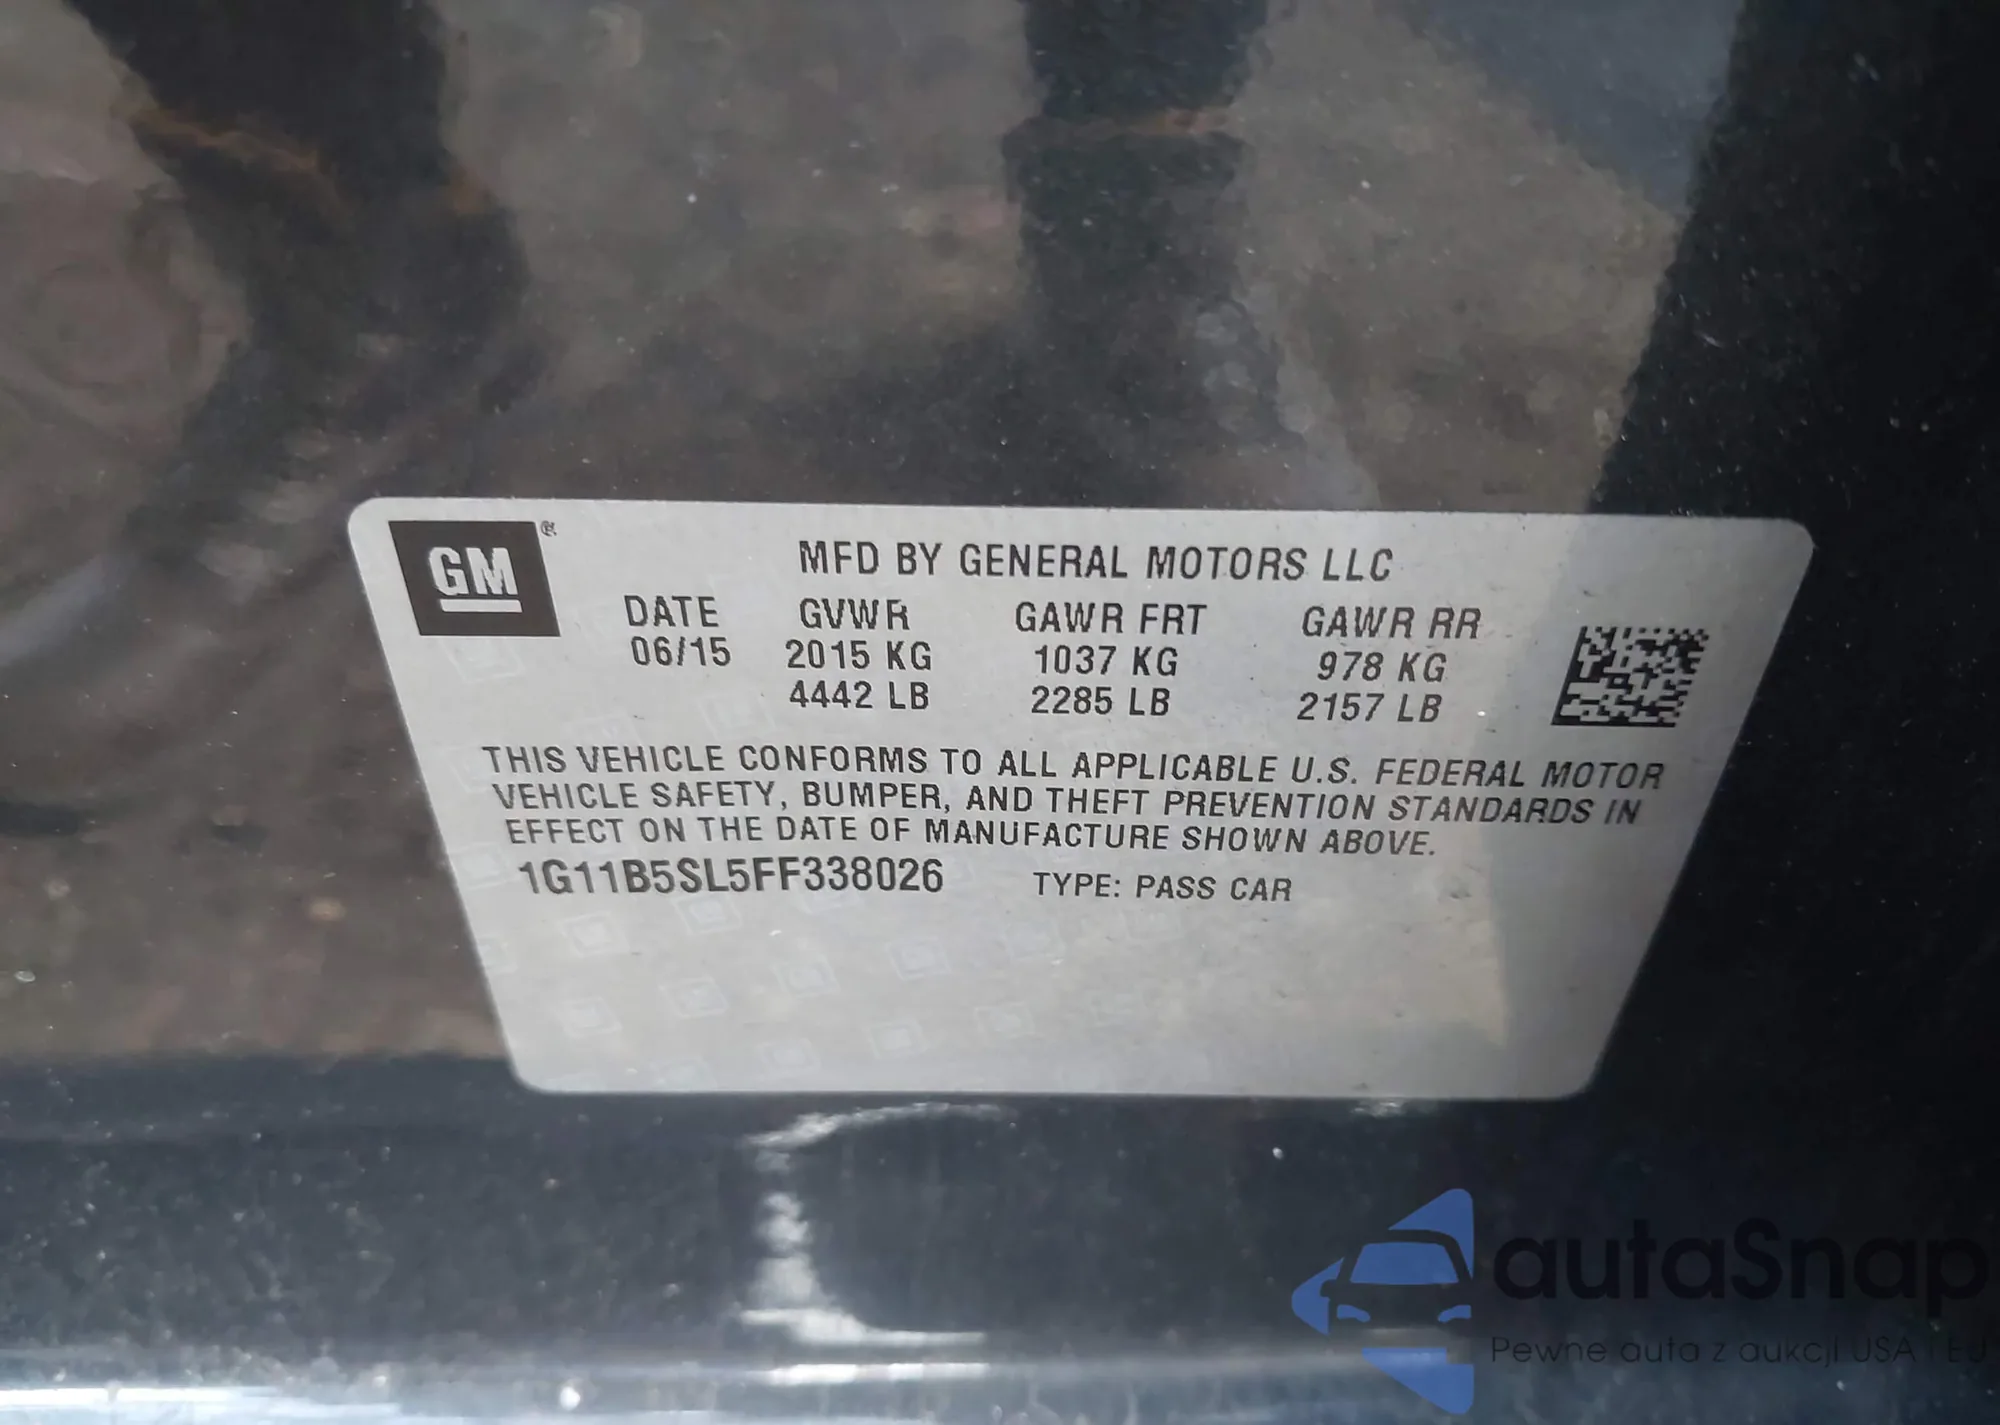 GM ® MFD BY GENERAL MOTORS LLC
DATE GVWR GAWR FRT GAWR RR
06/15 2015 KG 1037 KG 978 KG
4442 LB 2285 LB 2157 LB
THIS VEHICLE CONFORMS TO ALL APPLICABLE U.S. FEDERAL MOTOR
VEHICLE SAFETY, BUMPER, AND THEFT PREVENTION STANDARDS IN
EFFECT ON THE DATE OF MANUFACTURE SHOWN ABOVE.
1G11B5SL5FF338026 TYPE: PASS CAR
autaSnap
Pewne auta z aukcji USA i EU